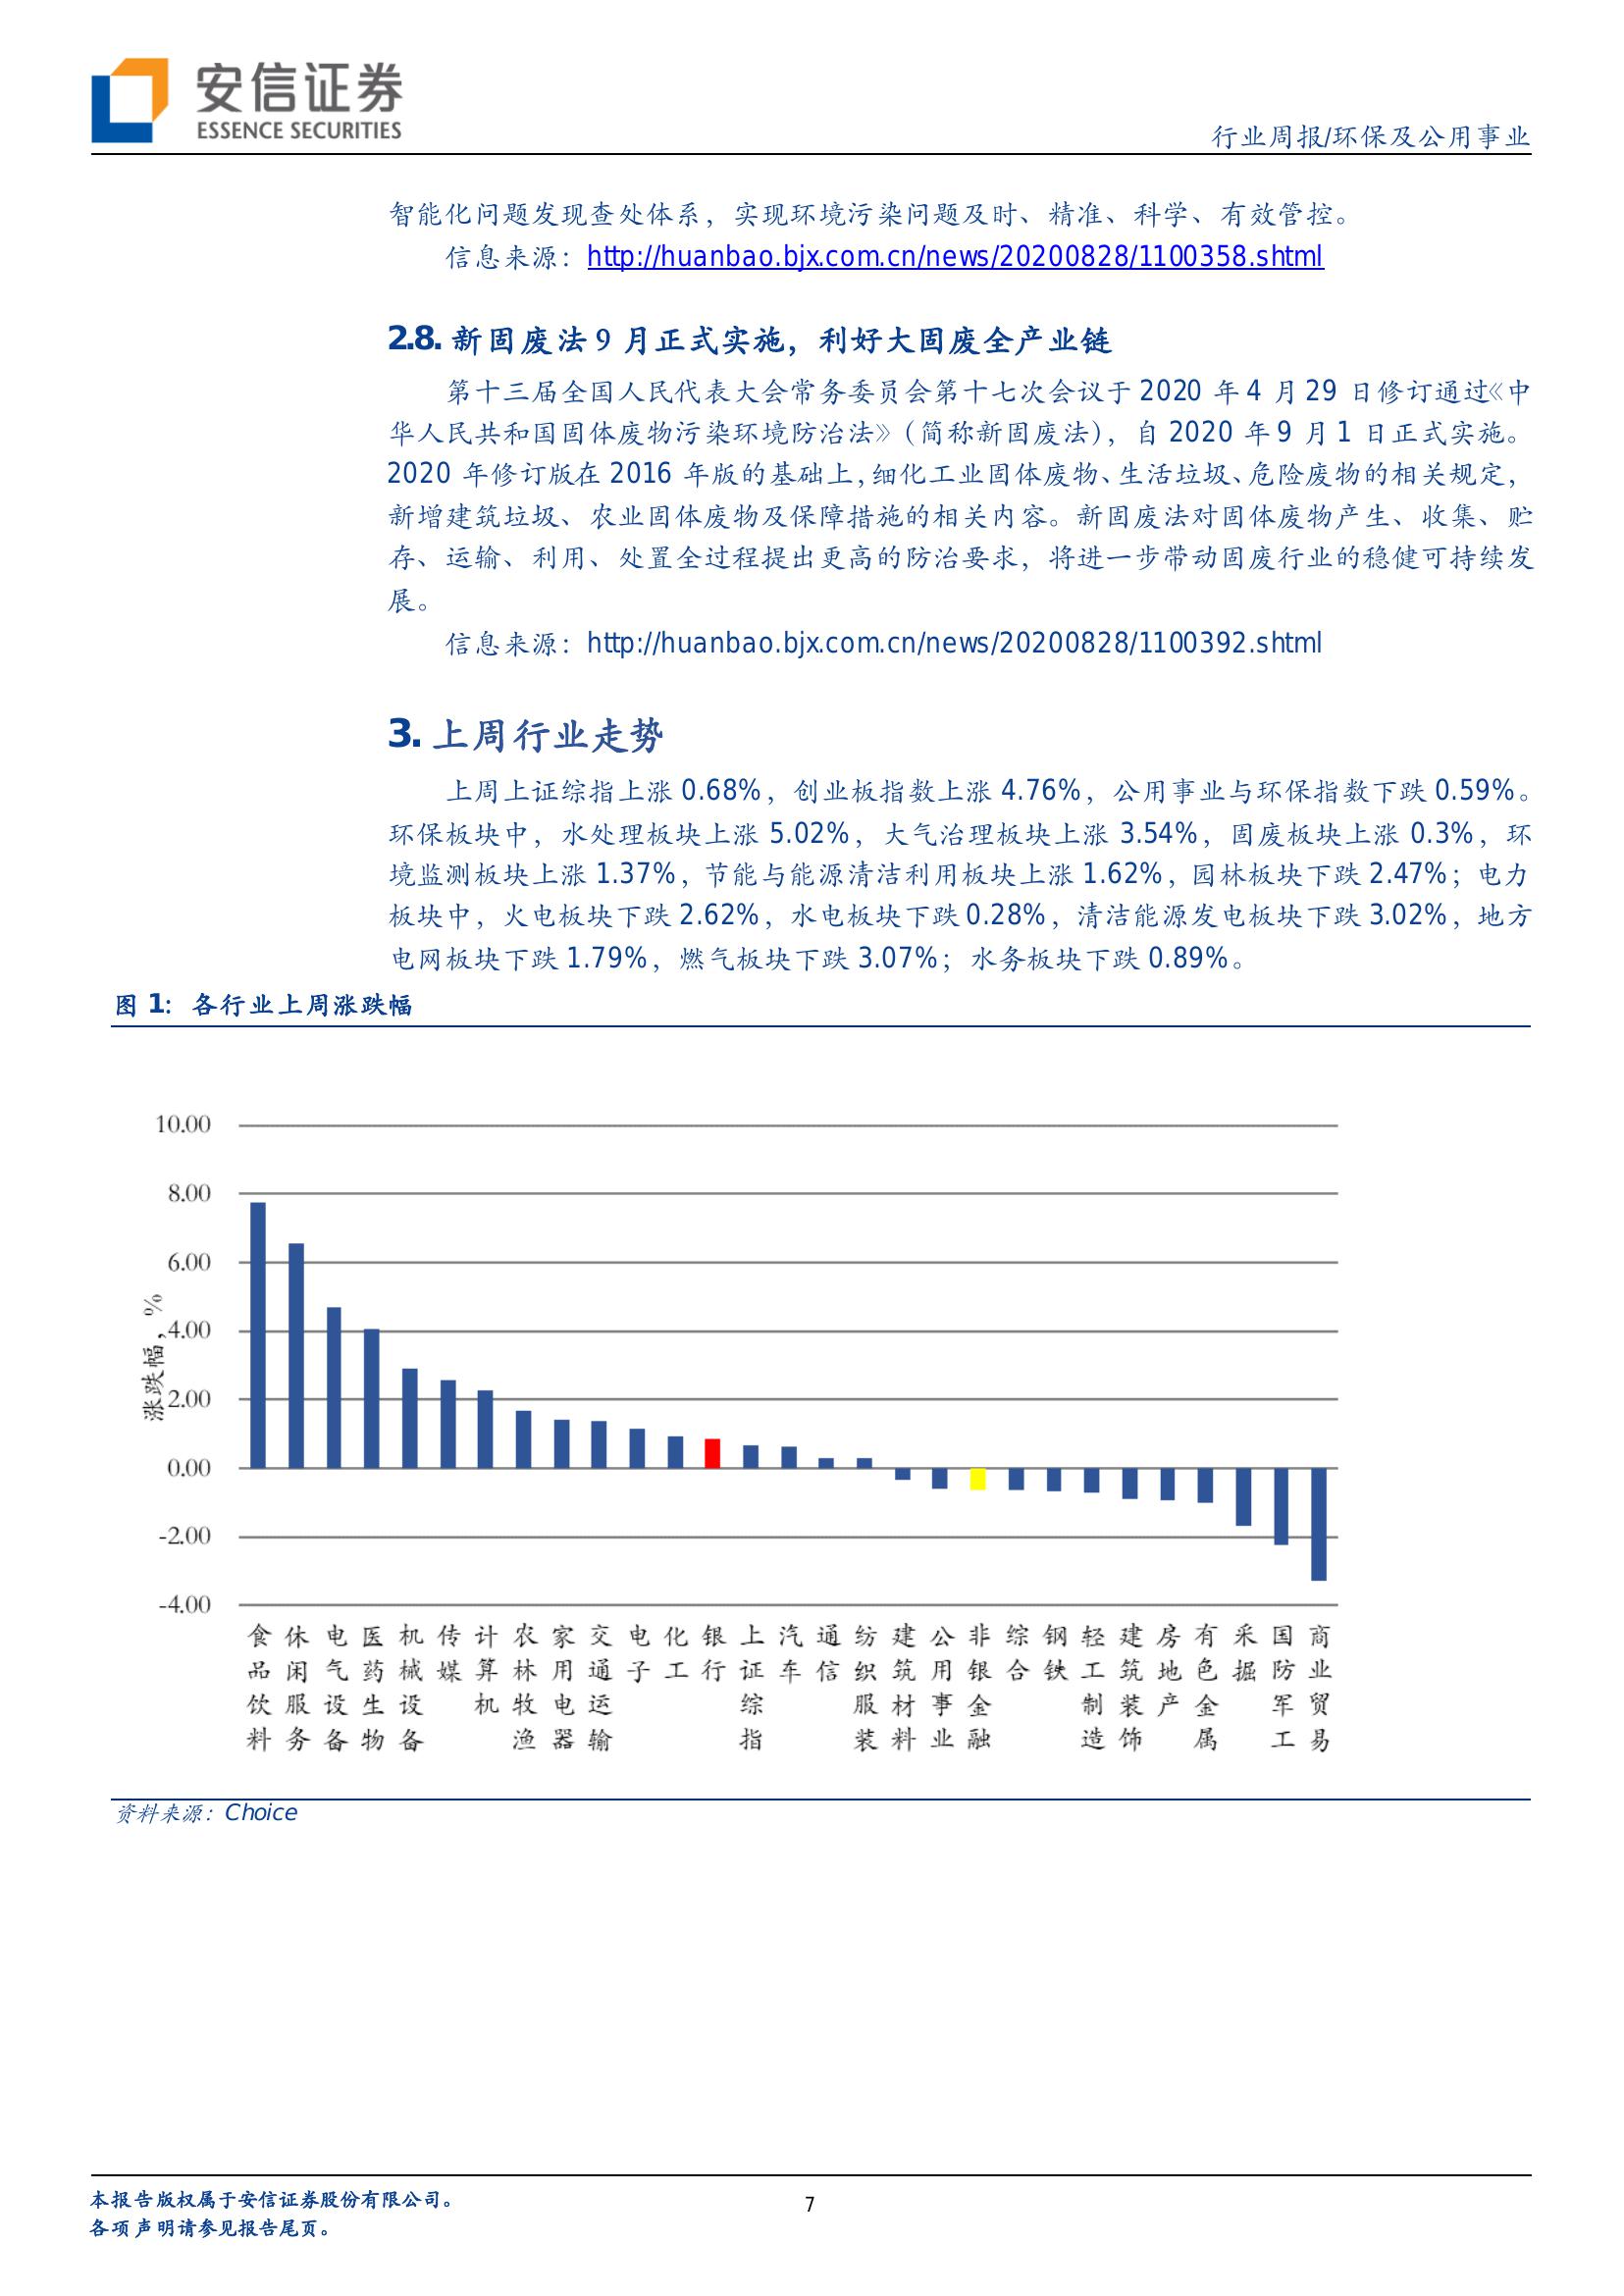 安信证券
ESSENCE SECURITIES
行业周报/环保及公用事业
智能化问题发现查处体系，实现环境污染问题及时、精准、科学、有效管控。
信息来源：http://huanbao.bjx.com.cn/news/20200828/1100358.shtml
2.8. 新固废法 9 月正式实施，利好大固废全产业链
第十三届全国人民代表大会常务委员会第十七次会议于 2020 年 4 月 29 日修订通过《中
华人民共和国固体废物污染环境防治法》（简称新固废法），自 2020 年 9 月 1 日正式实施。
2020 年修订版在 2016 年版的基础上，细化工业固体废物、生活垃圾、危险废物的相关规定，
新增建筑垃圾、农业固体废物及保障措施的相关内容。新固废法对固体废物产生、收集、贮
存、运输、利用、处置全过程提出更高的防治要求，将进一步带动固废行业的稳健可持续发
展。
信息来源：http://huanbao.bjx.com.cn/news/20200828/1100392.shtml
3. 上周行业走势
上周上证综指上涨 0.68%，创业板指数上涨 4.76%，公用事业与环保指数下跌 0.59%。
环保板块中，水处理板块上涨 5.02%，大气治理板块上涨 3.54%，固废板块上涨 0.3%，环
境监测板块上涨 1.37%，节能与能源清洁利用板块上涨 1.62%，园林板块下跌 2.47%；电力
板块中，火电板块下跌 2.62%，水电板块下跌 0.28%，清洁能源发电板块下跌 3.02%，地方
电网板块下跌 1.79%，燃气板块下跌 3.07%；水务板块下跌 0.89%。
图 1：各行业上周涨跌幅
涨跌幅，%
10.00
8.00
6.00
4.00
2.00
0.00
-2.00
-4.00
食品饮料
休闲服务
电气设备
医药生物
机械设备
传媒
计算机
农林牧渔
家用电器
交通运输
电子
化工
银行
上证综指
汽车
通信
纺织服装
建筑材料
公用事业
非银金融
综合
钢铁
轻工制造
建筑装饰
房地产
有色金属
采掘
国防军工
商业贸易
资料来源：Choice
本报告版权属于安信证券股份有限公司。
各项声明请参见报告尾页。
7